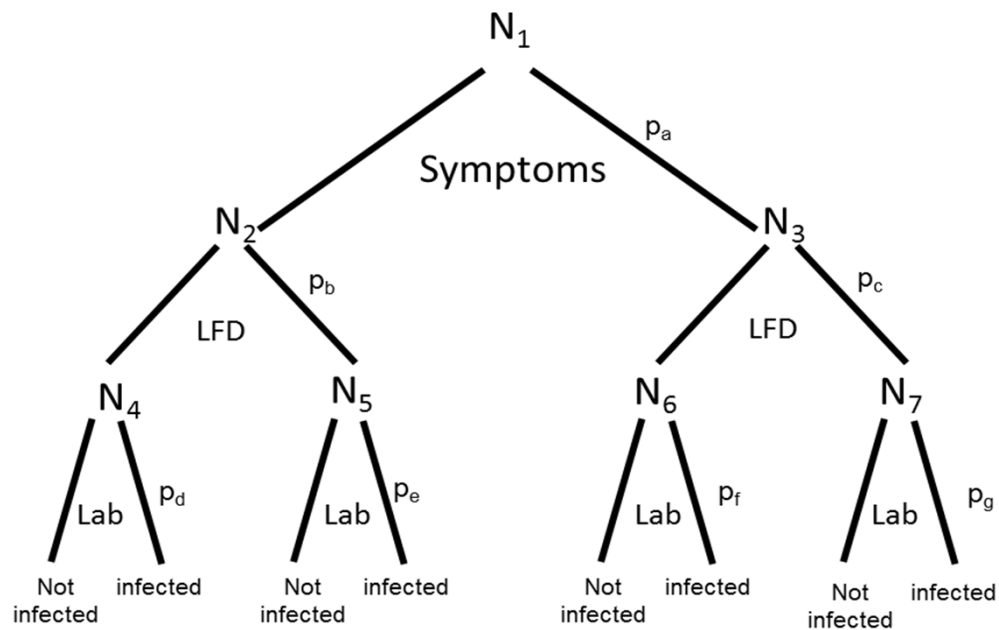 N1
pa
Symptoms
N2
N3
pb
pc
LFD
LFD
N4
N5
N6
N7
pd
pe
pf
pg
Lab
Lab
Lab
Lab
Not
infected
infected
Not
infected
infected
Not
infected
infected
Not
infected
infected